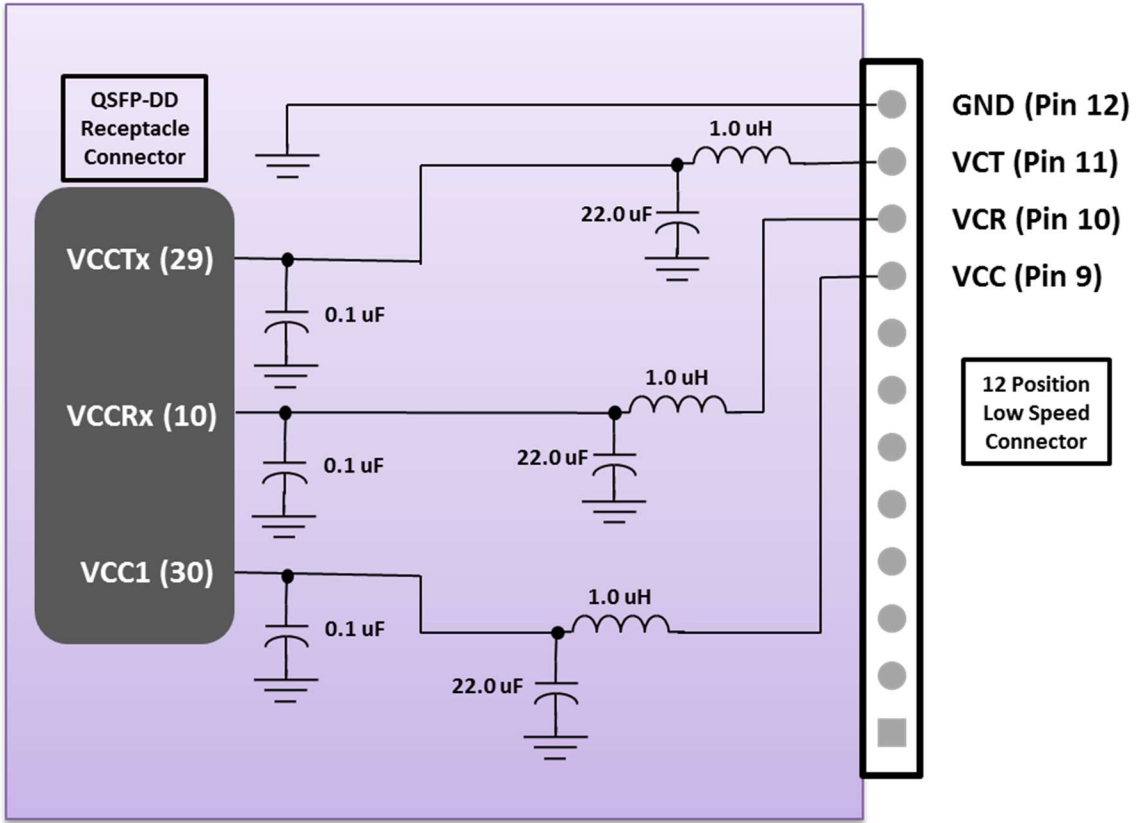 QSFP-DD
Receptacle
Connector
GND (Pin 12)
1.0 uH
VCT (Pin 11)
22.0 uF
VCR (Pin 10)
VCCTx (29)
VCC (Pin 9)
0.1 uF
1.0 uH
12 Position
Low Speed
Connector
VCCRx (10)
22.0 uF
0.1 uF
VCC1 (30)
1.0 uH
0.1 uF
22.0 uF